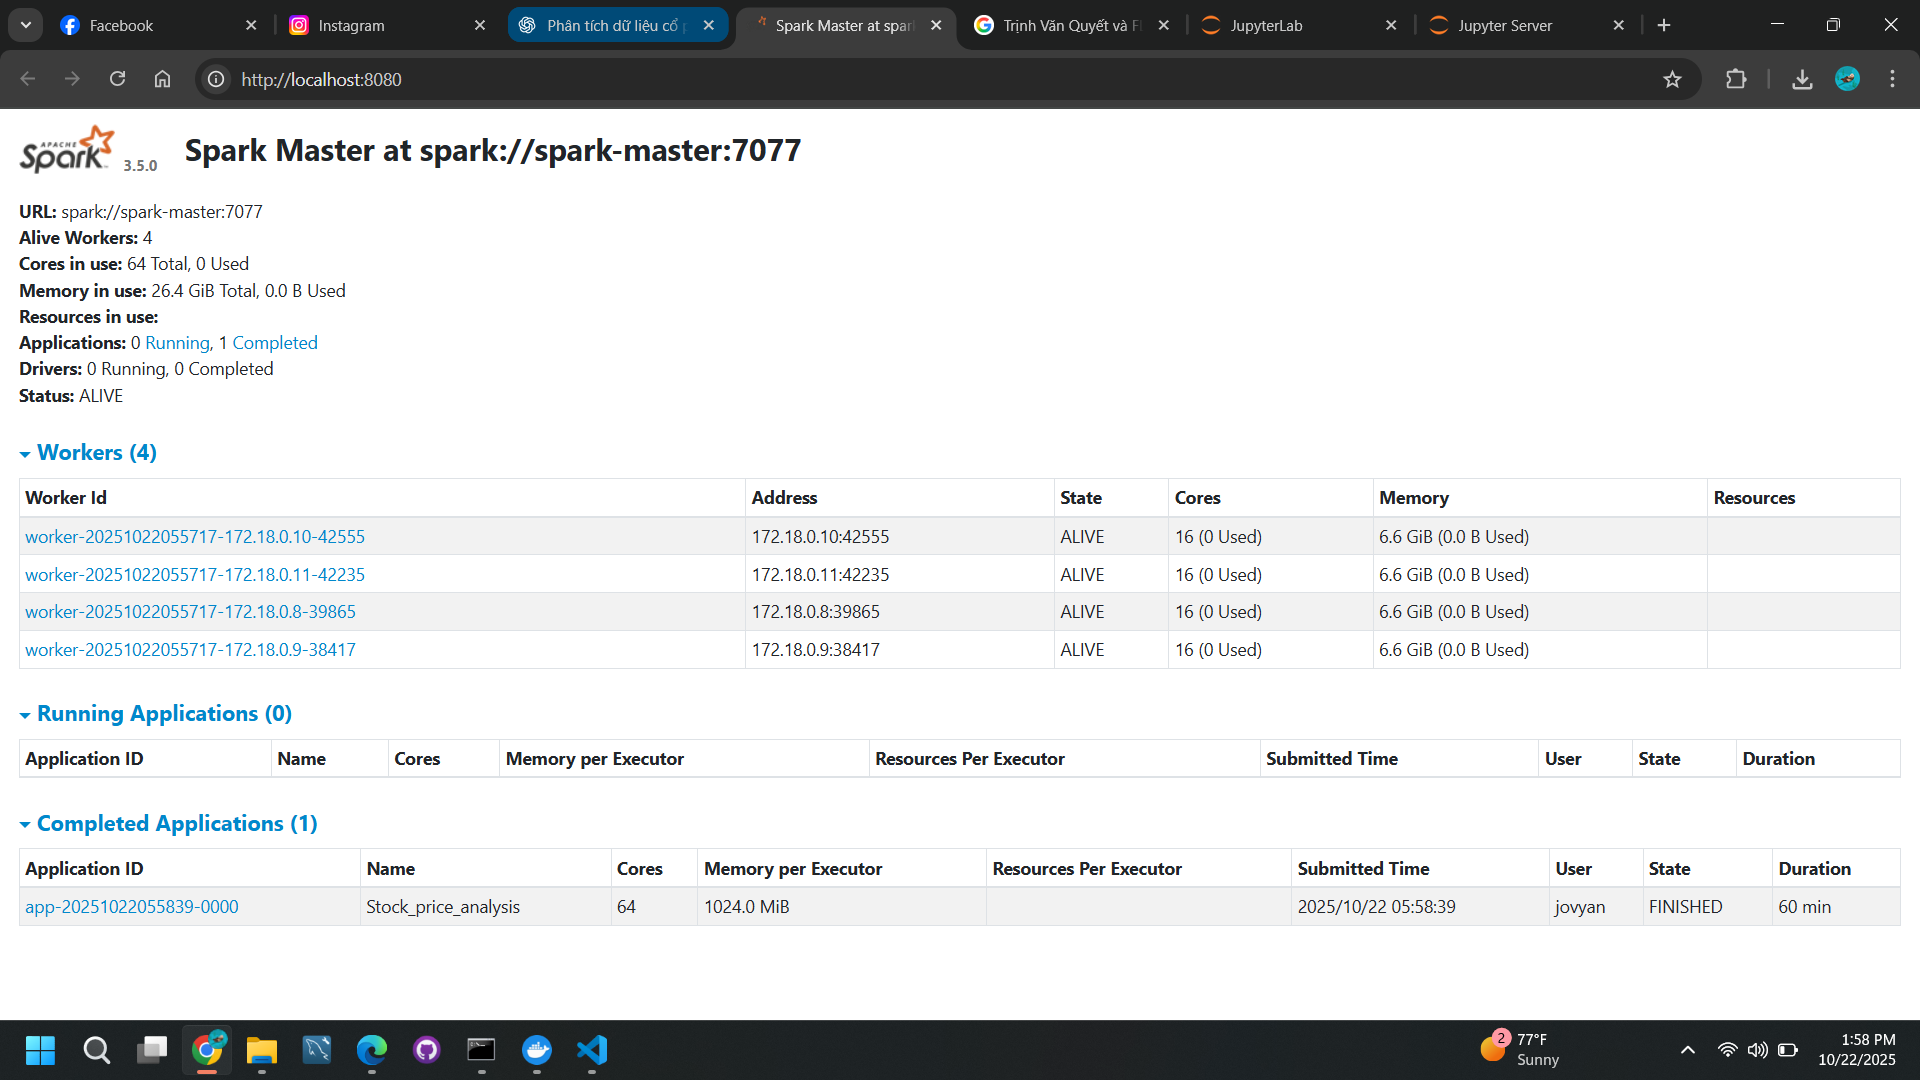 Facebook
Instagram
Phân tích dữ liệu cổ p
Spark Master at spar
Trịnh Văn Quyết và Fl
JupyterLab
Jupyter Server
http://localhost:8080
APACHE Spark 3.5.0
Spark Master at spark://spark-master:7077
URL: spark://spark-master:7077
Alive Workers: 4
Cores in use: 64 Total, 0 Used
Memory in use: 26.4 GiB Total, 0.0 B Used
Resources in use:
Applications: 0 Running, 1 Completed
Drivers: 0 Running, 0 Completed
Status: ALIVE
Workers (4)
Worker Id Address State Cores Memory Resources
worker-20251022055717-172.18.0.10-42555 172.18.0.10:42555 ALIVE 16 (0 Used) 6.6 GiB (0.0 B Used)
worker-20251022055717-172.18.0.11-42235 172.18.0.11:42235 ALIVE 16 (0 Used) 6.6 GiB (0.0 B Used)
worker-20251022055717-172.18.0.8-39865 172.18.0.8:39865 ALIVE 16 (0 Used) 6.6 GiB (0.0 B Used)
worker-20251022055717-172.18.0.9-38417 172.18.0.9:38417 ALIVE 16 (0 Used) 6.6 GiB (0.0 B Used)
Running Applications (0)
Application ID Name Cores Memory per Executor Resources Per Executor Submitted Time User State Duration
Completed Applications (1)
Application ID Name Cores Memory per Executor Resources Per Executor Submitted Time User State Duration
app-20251022055839-0000 Stock_price_analysis 64 1024.0 MiB 2025/10/22 05:58:39 jovyan FINISHED 60 min
2
77°F
Sunny
1:58 PM
10/22/2025